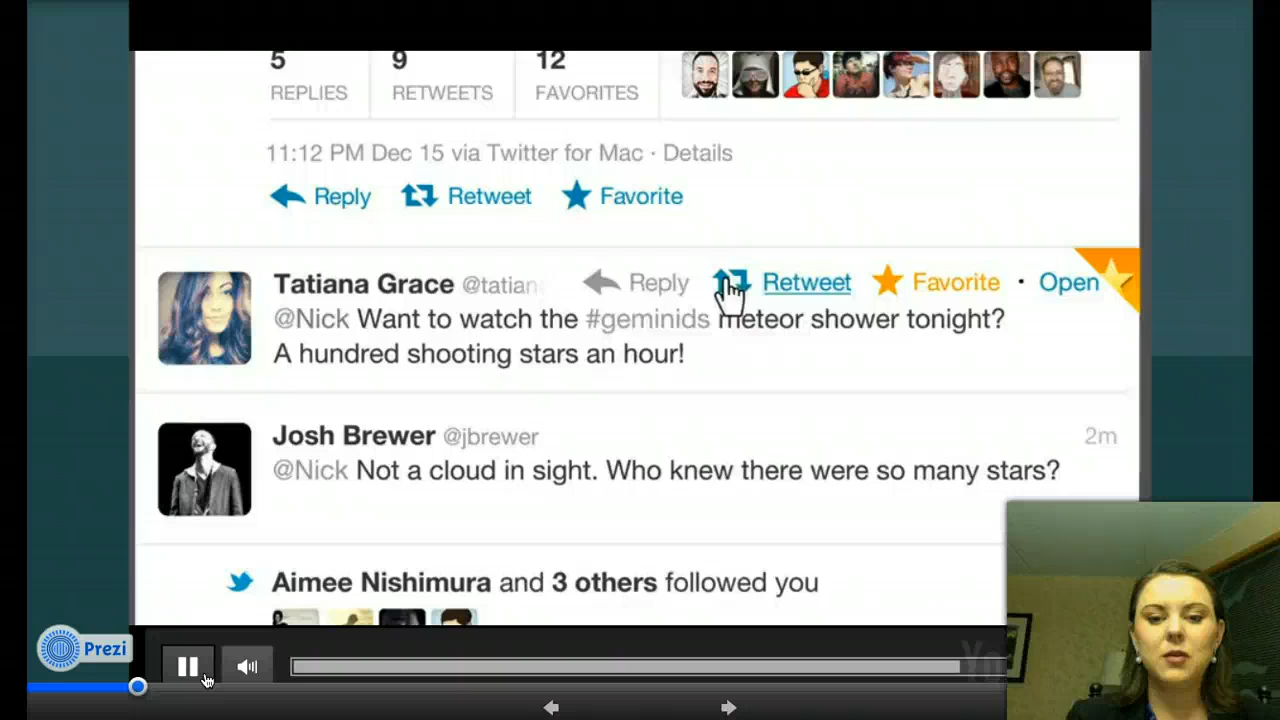 5 9 12
REPLIES RETWEETS FAVORITES
11:12 PM Dec 15 via Twitter for Mac · Details
Reply Retweet Favorite
Tatiana Grace @tatian Reply Retweet Favorite · Open
@Nick Want to watch the #geminids meteor shower tonight?
A hundred shooting stars an hour!
Josh Brewer @jbrewer 2m
@Nick Not a cloud in sight. Who knew there were so many stars?
Aimee Nishimura and 3 others followed you
Prezi